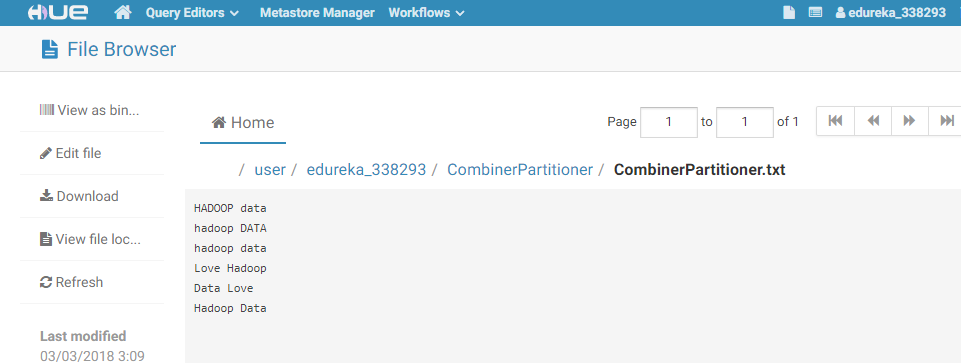 HUE Query Editors Metastore Manager Workflows edureka_338293
File Browser
View as bin...
Edit file
Download
View file loc...
Refresh
Last modified
03/03/2018 3:09
Home
Page 1 to 1 of 1
/ user / edureka_338293 / CombinerPartitioner / CombinerPartitioner.txt
HADOOP data
hadoop DATA
hadoop data
Love Hadoop
Data Love
Hadoop Data